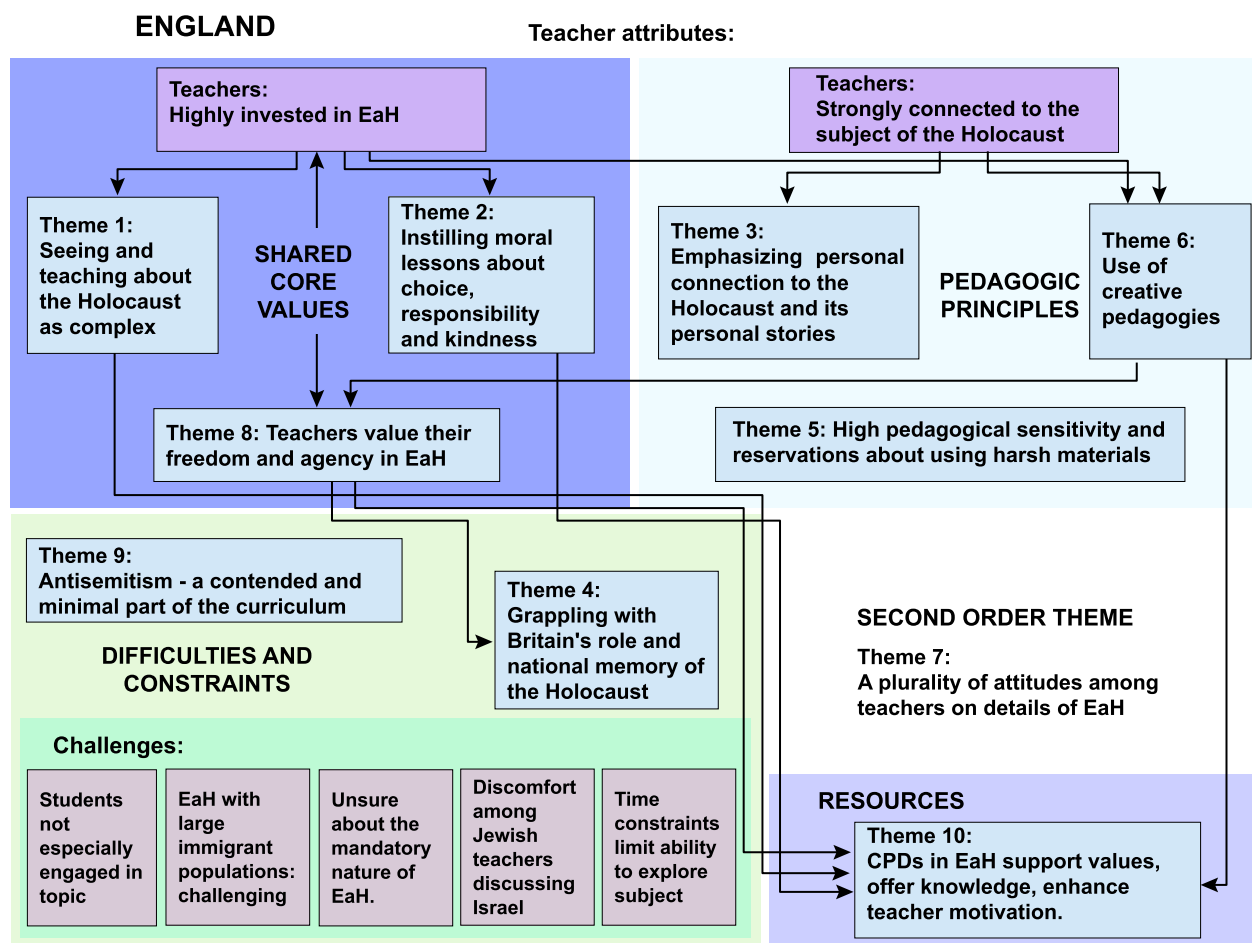 ENGLAND
Teacher attributes:
Teachers:
Highly invested in EaH
Teachers:
Strongly connected to the
subject of the Holocaust
Theme 1:
Seeing and
teaching about
the Holocaust
as complex
SHARED
CORE
VALUES
Theme 2:
Instilling moral
lessons about
choice,
responsibility
and kindness
Theme 3:
Emphasizing personal
connection to the
Holocaust and its
personal stories
PEDAGOGIC
PRINCIPLES
Theme 6:
Use of
creative
pedagogies
Theme 8: Teachers value their
freedom and agency in EaH
Theme 5: High pedagogical sensitivity and
reservations about using harsh materials
Theme 9:
Antisemitism - a contended and
minimal part of the curriculum
DIFFICULTIES AND
CONSTRAINTS
Theme 4:
Grappling with
Britain's role and
national memory of
the Holocaust
SECOND ORDER THEME
Theme 7:
A plurality of attitudes among
teachers on details of EaH
Challenges:
Students
not
especially
engaged in
topic
EaH with
large
immigrant
populations:
challenging
Unsure
about the
mandatory
nature of
EaH.
Discomfort
among
Jewish
teachers
discussing
Israel
Time
constraints
limit ability
to explore
subject
RESOURCES
Theme 10:
CPDs in EaH support values,
offer knowledge, enhance
teacher motivation.